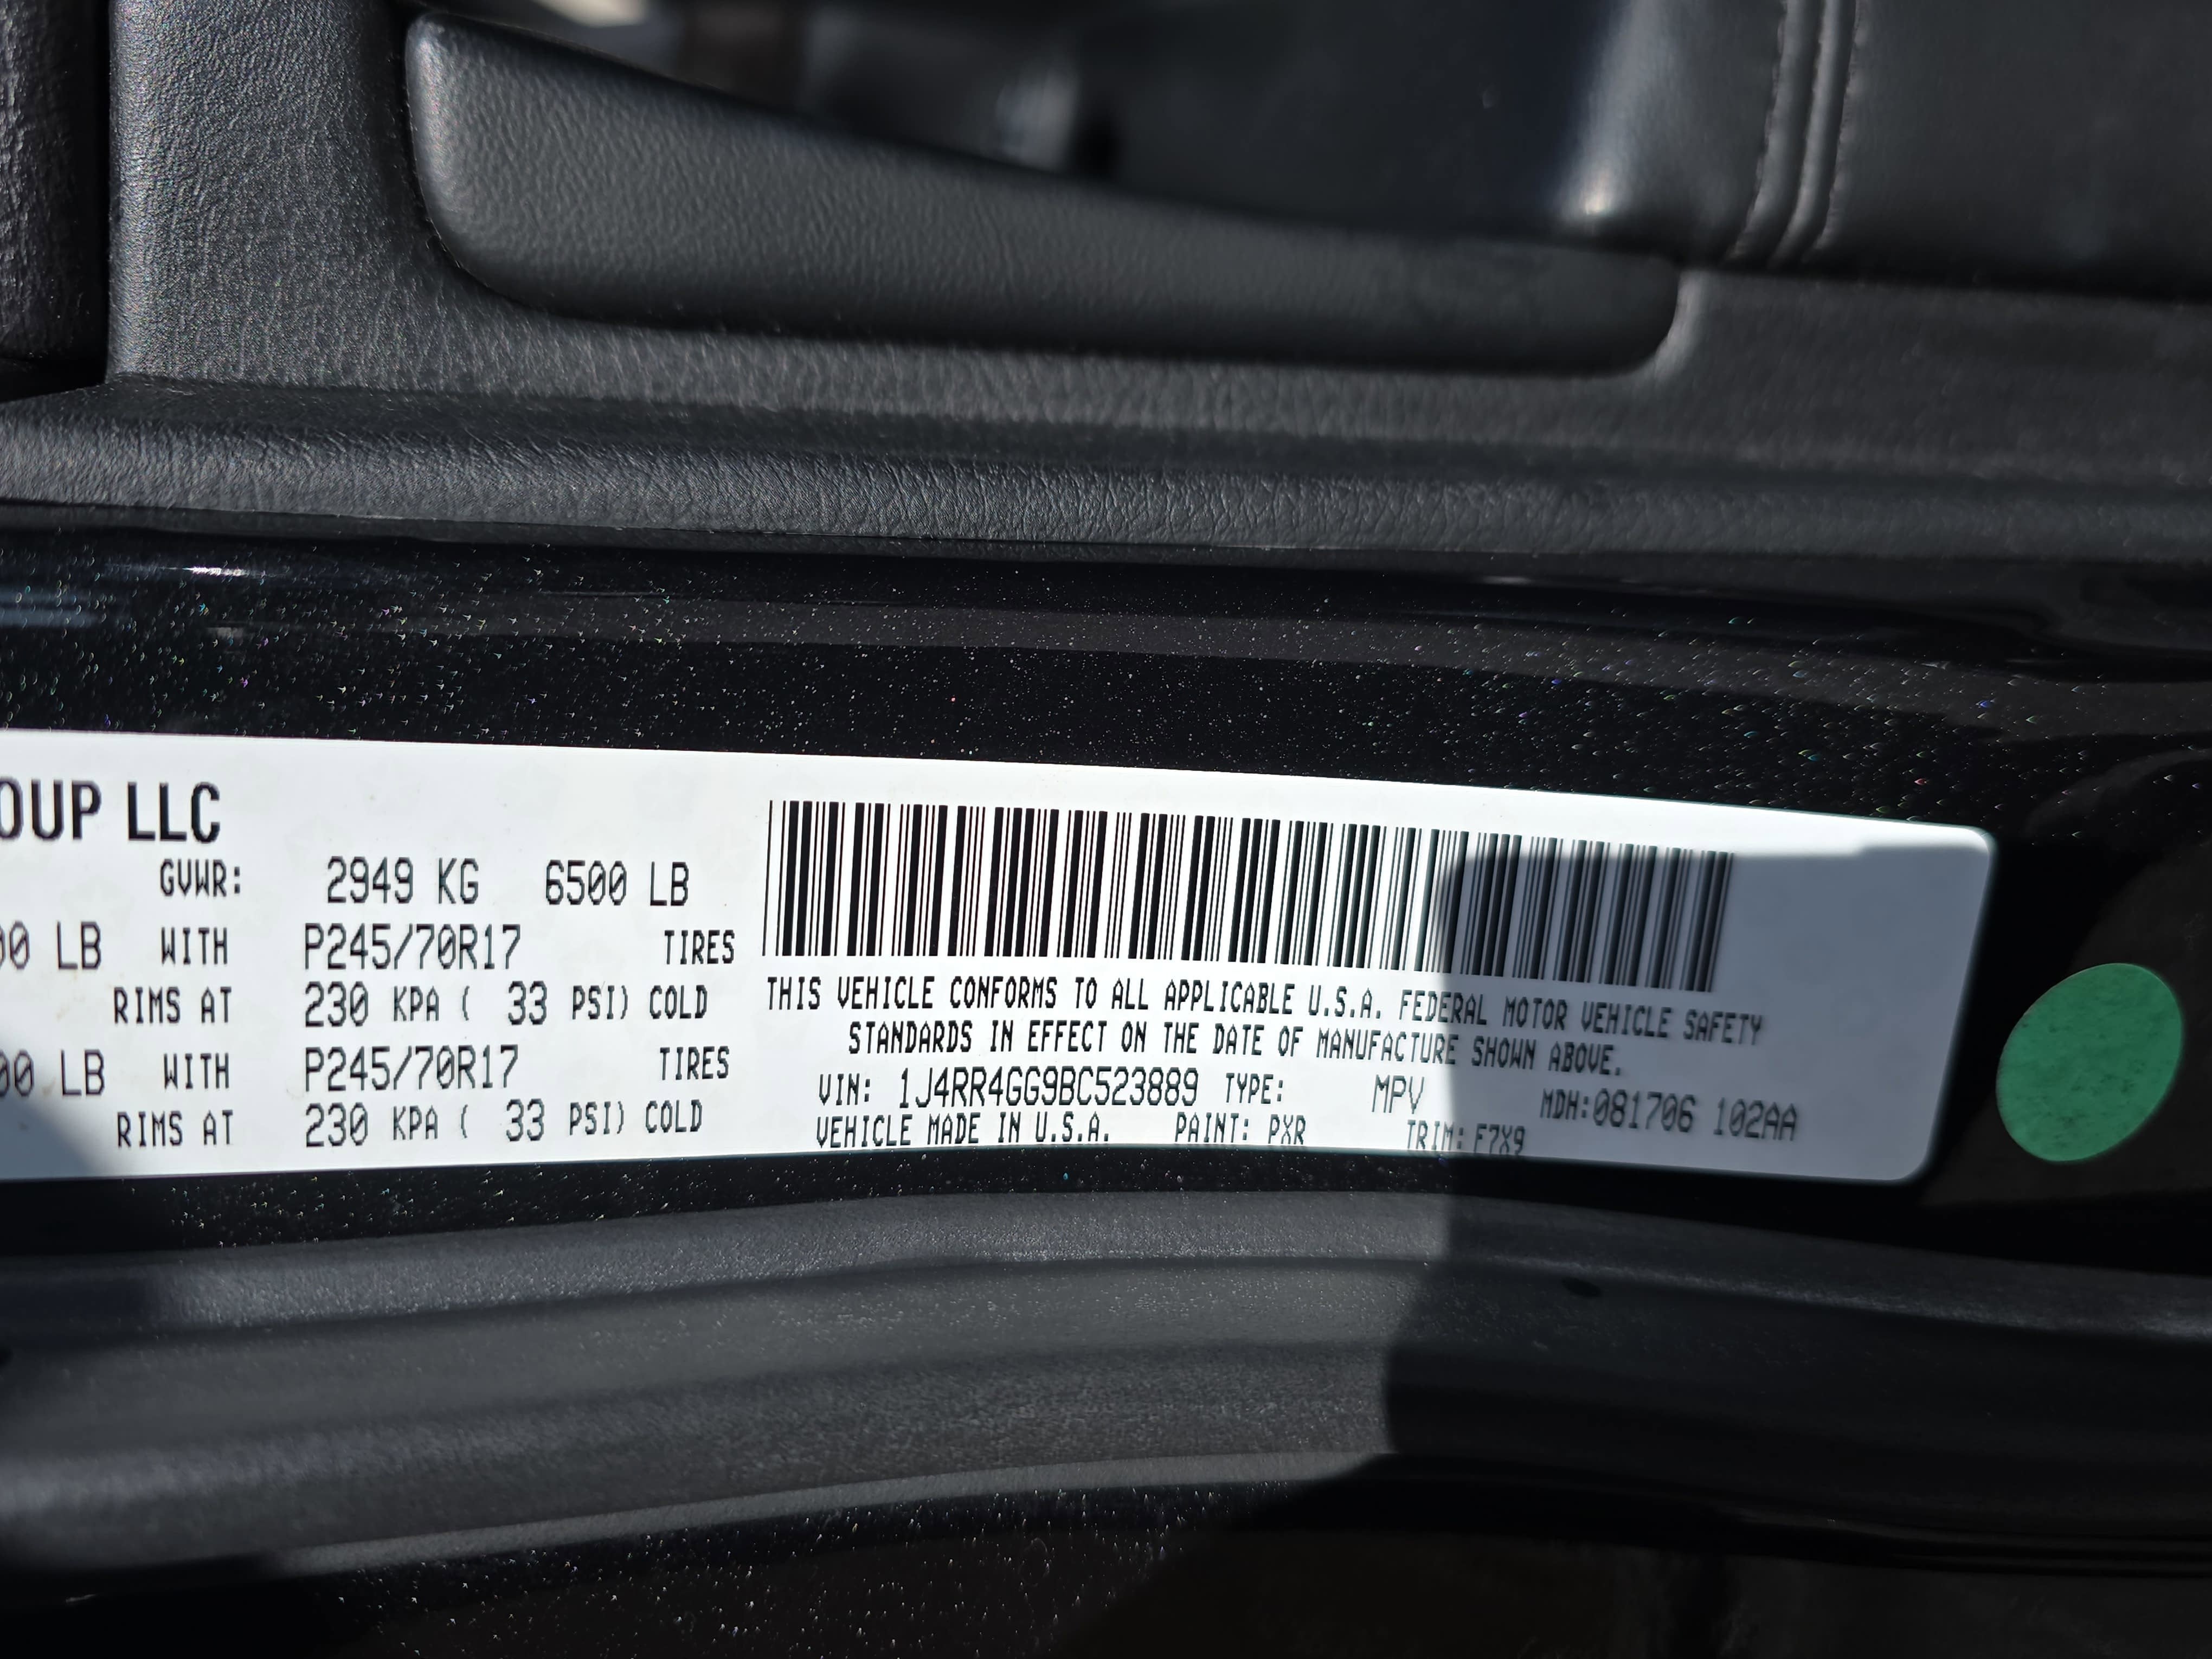 OUP LLC
GVWR: 2949 KG 6500 LB
00 LB WITH P245/70R17 TIRES
RIMS AT 230 KPA ( 33 PSI) COLD
00 LB WITH P245/70R17 TIRES
RIMS AT 230 KPA ( 33 PSI) COLD
THIS VEHICLE CONFORMS TO ALL APPLICABLE U.S.A. FEDERAL MOTOR VEHICLE SAFETY
STANDARDS IN EFFECT ON THE DATE OF MANUFACTURE SHOWN ABOVE.
VIN: 1J4RR4GG9BC523889 TYPE: MPV MDH:081706 102AA
VEHICLE MADE IN U.S.A. PAINT: PXR TRIM: F7X9